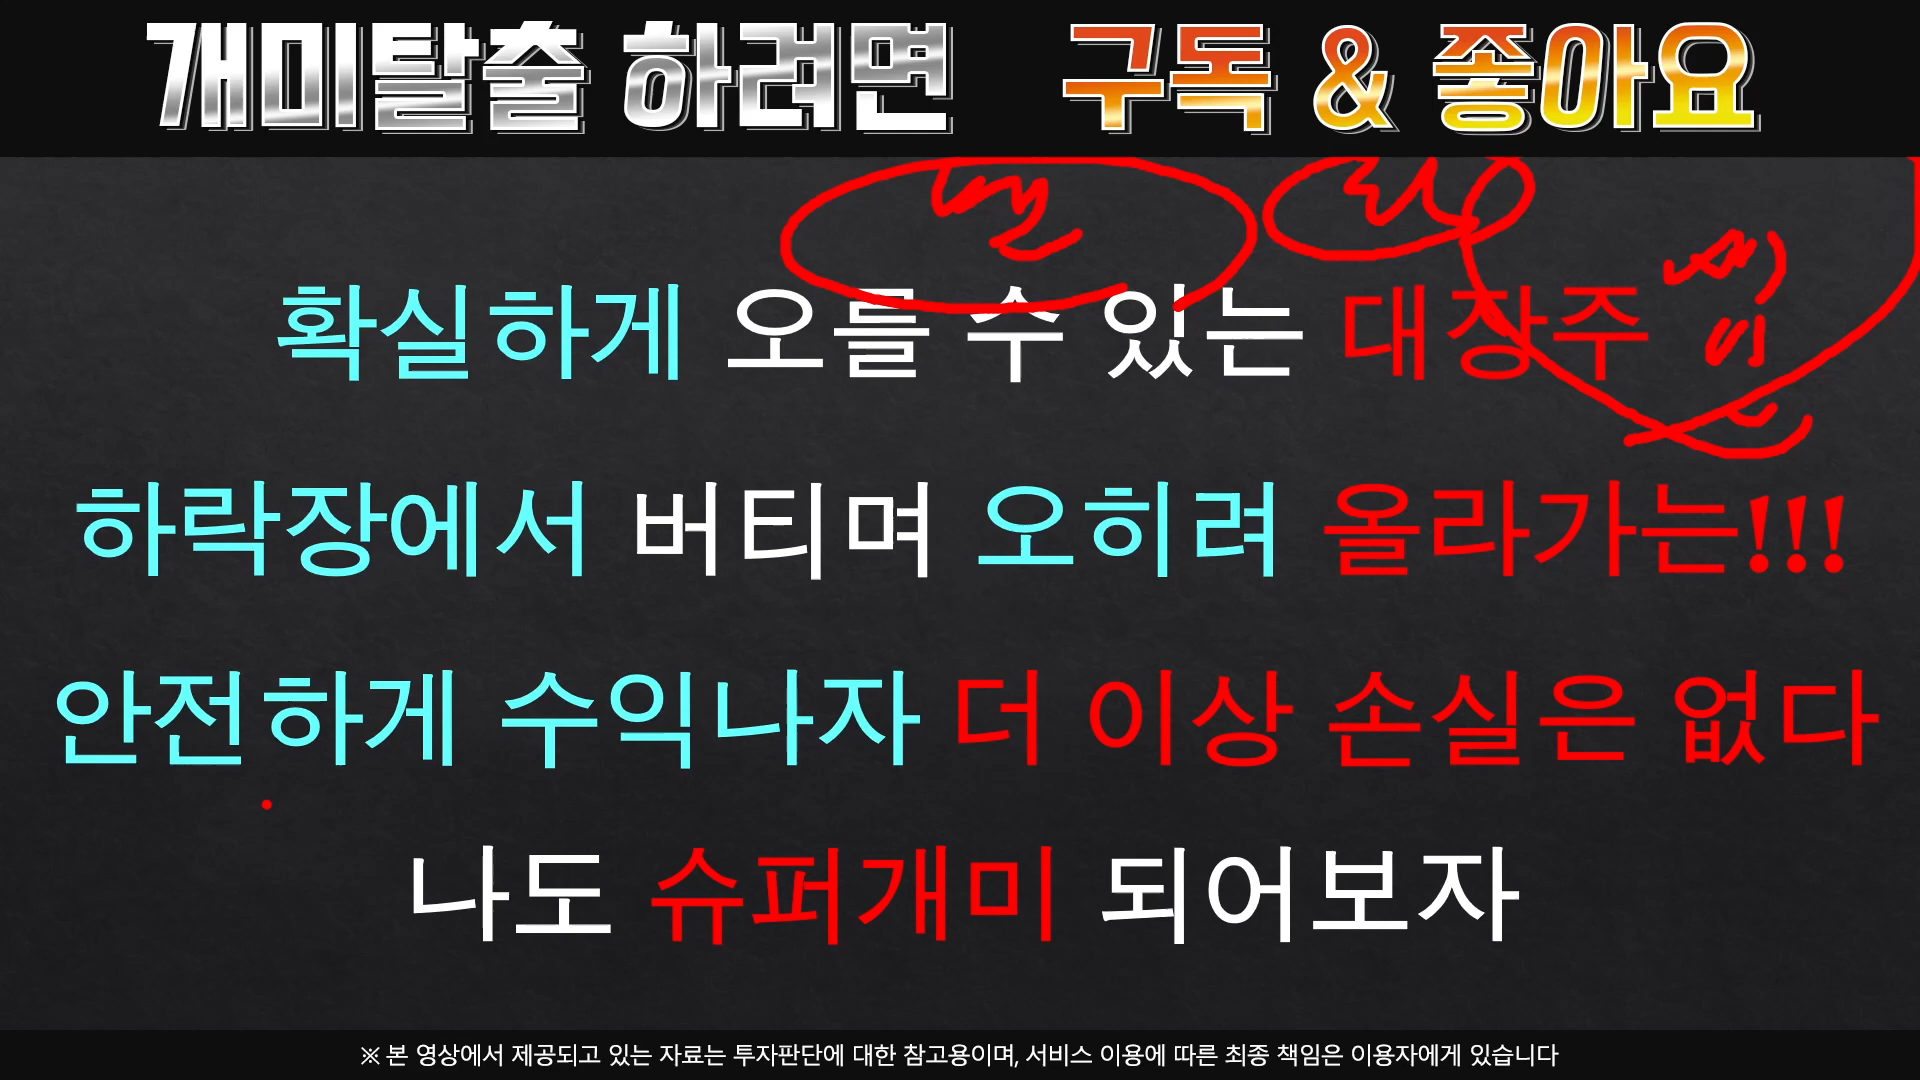 개미탈출 하려면 구독 & 좋아요
확실하게 오를 수 있는 대장주
하락장에서 버티며 오히려 올라가는!!!
안전하게 수익나자 더 이상 손실은 없다
나도 슈퍼개미 되어보자
※ 본 영상에서 제공되고 있는 자료는 투자판단에 대한 참고용이며, 서비스 이용에 따른 최종 책임은 이용자에게 있습니다